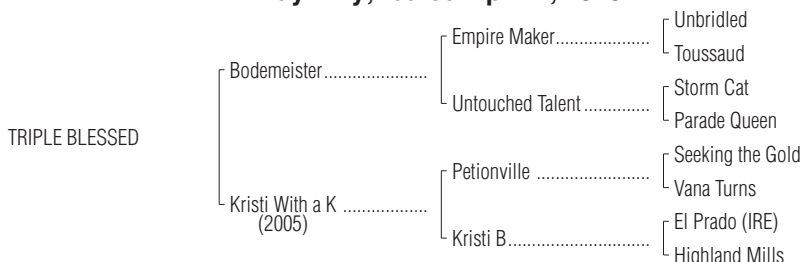 Unbridled
Empire Maker....................
Toussaud
Bodemeister......................
Storm Cat
Untouched Talent ..............
Parade Queen
TRIPLE BLESSED
Seeking the Gold
Petionville ........................
Vana Turns
Kristi With a K ..................
(2005)
El Prado (IRE)
Kristi B..............................
Highland Mills